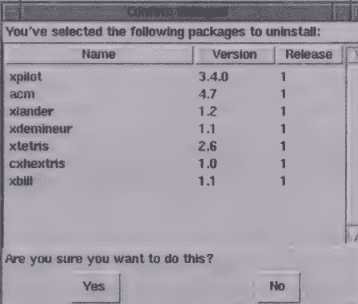 You've selected the following packages to uninstall:
Name Version Release
xpilot 3.4.0 1
acm 4.7 1
xlander 1.2 1
xdemineur 1.1 1
xtetris 2.6 1
cxhextris 1.0 1
xbill 1.1 1
Are you sure you want to do this?
Yes No